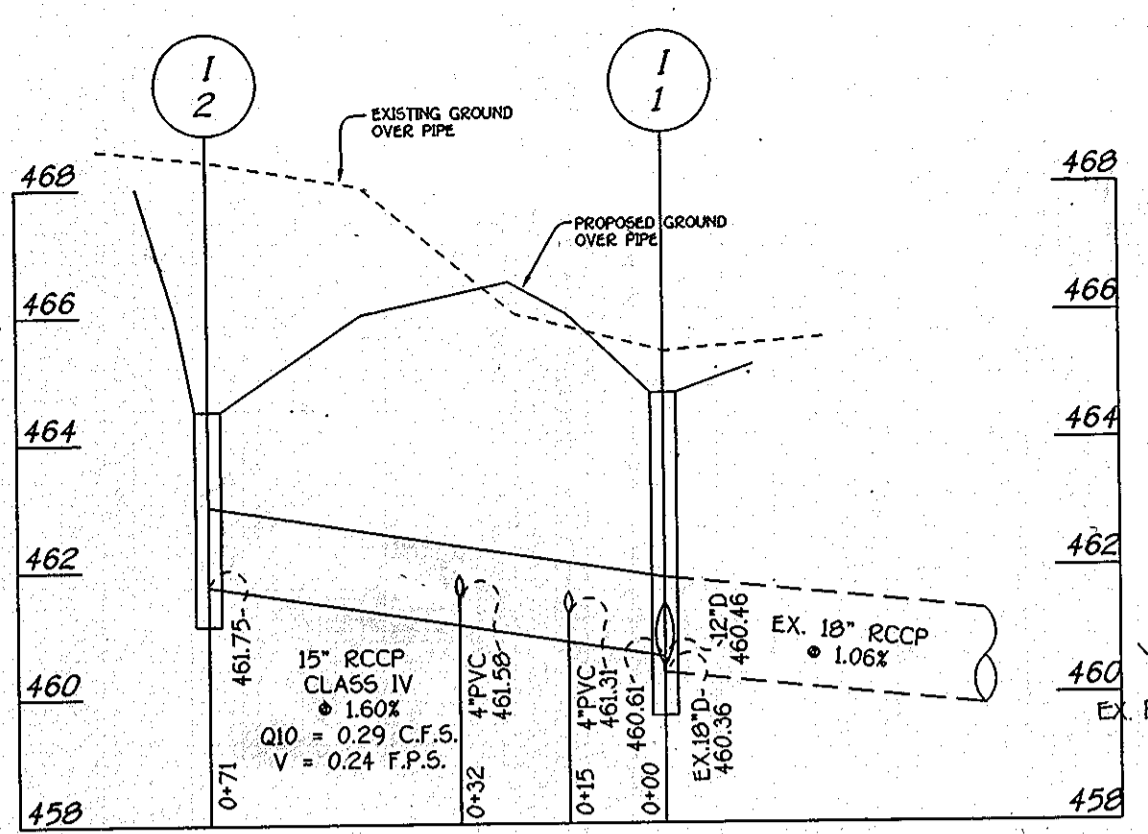 I
2
I
1
EXISTING GROUND
OVER PIPE
PROPOSED GROUND
OVER PIPE
468
466
464
462
460
458
468
466
464
462
460
458
461.75
15" RCCP
CLASS IV
@ 1.60%
Q10 = 0.29 C.F.S.
V = 0.24 F.P.S.
4"PVC
461.58
4"PVC
461.31
460.61
EX.18"D
460.36
12"D
460.46
EX. 18" RCCP
@ 1.06%
0+71
0+32
0+15
0+00